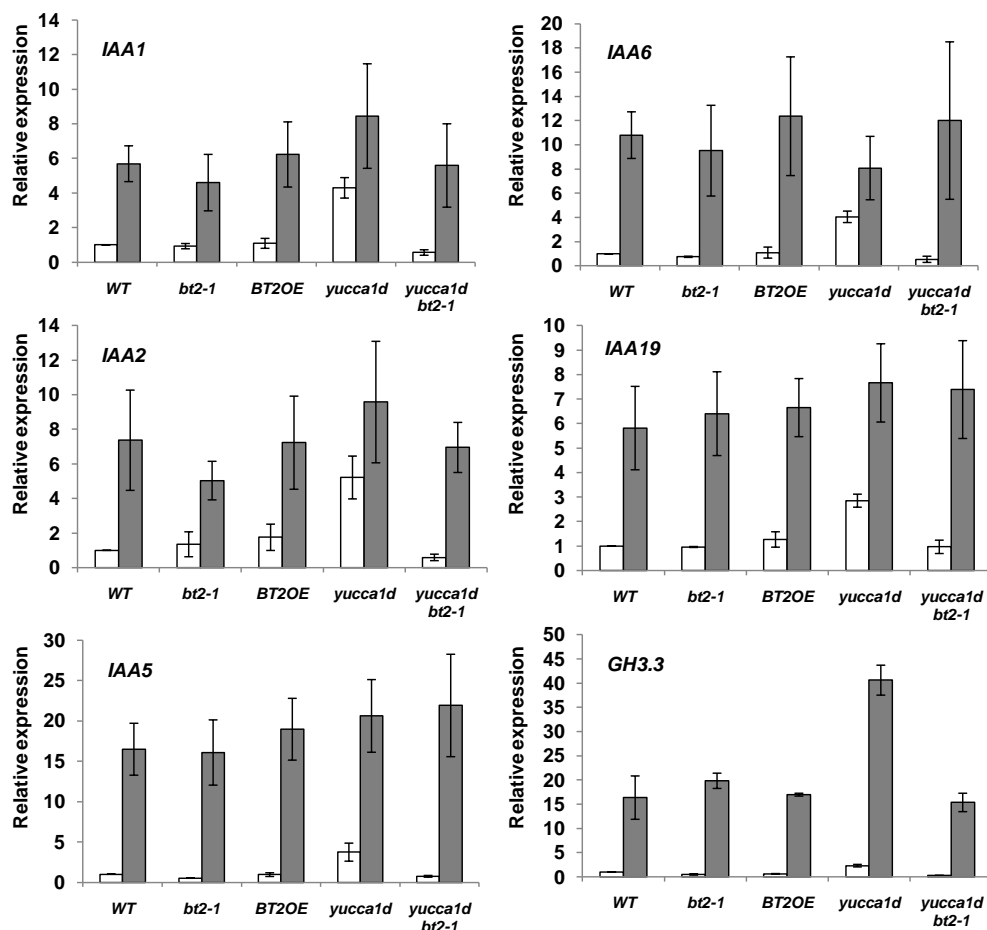 IAA1
Relative expression
14
12
10
8
6
4
2
0
WT bt2-1 BT2OE yucca1d yucca1d
bt2-1
IAA6
Relative expression
20
18
16
14
12
10
8
6
4
2
0
WT bt2-1 BT2OE yucca1d yucca1d
bt2-1
IAA2
Relative expression
14
12
10
8
6
4
2
0
WT bt2-1 BT2OE yucca1d yucca1d
bt2-1
IAA19
Relative expression
10
9
8
7
6
5
4
3
2
1
0
WT bt2-1 BT2OE yucca1d yucca1d
bt2-1
IAA5
Relative expression
30
25
20
15
10
5
0
WT bt2-1 BT2OE yucca1d yucca1d
bt2-1
GH3.3
Relative expression
50
45
40
35
30
25
20
15
10
5
0
WT bt2-1 BT2OE yucca1d yucca1d
bt2-1